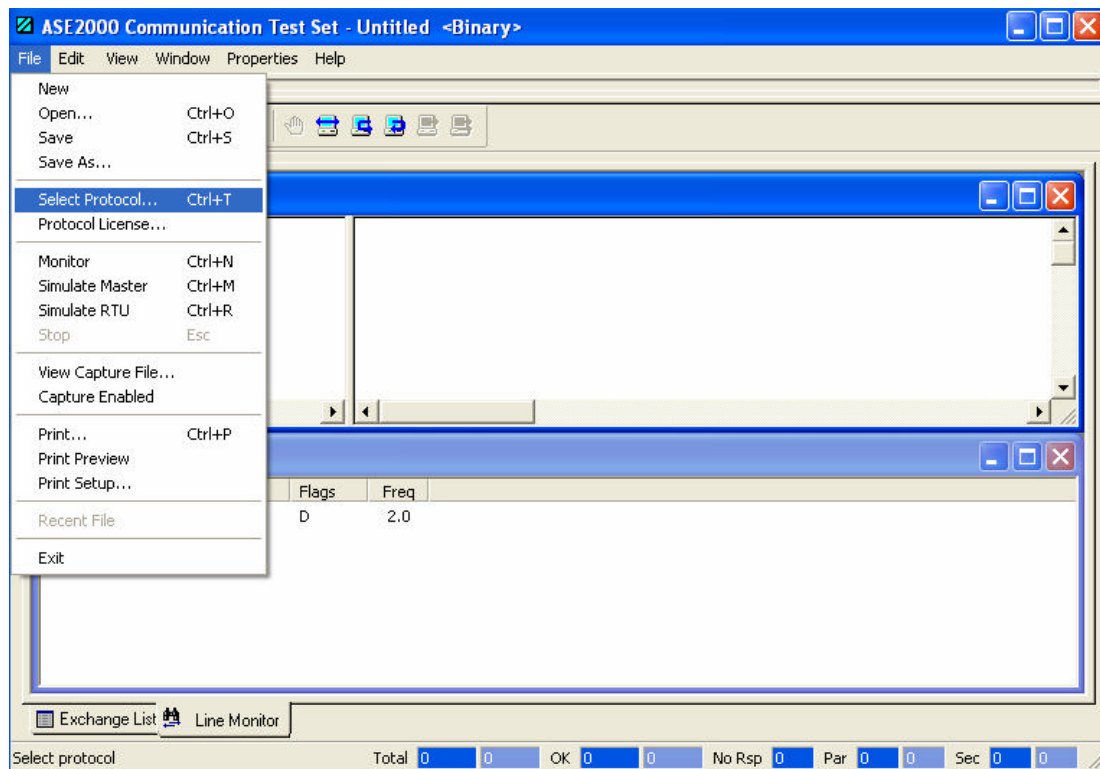 ASE2000 Communication Test Set - Untitled <Binary>
File Edit View Window Properties Help
New
Open... Ctrl+O
Save Ctrl+S
Save As...
Select Protocol... Ctrl+T
Protocol License...
Monitor Ctrl+N
Simulate Master Ctrl+M
Simulate RTU Ctrl+R
Stop Esc
View Capture File...
Capture Enabled
Print... Ctrl+P
Print Preview
Print Setup...
Recent File
Exit
Flags Freq
D 2.0
Exchange List Line Monitor
Select protocol Total 0 0 OK 0 0 No Rsp 0 Par 0 0 Sec 0 0